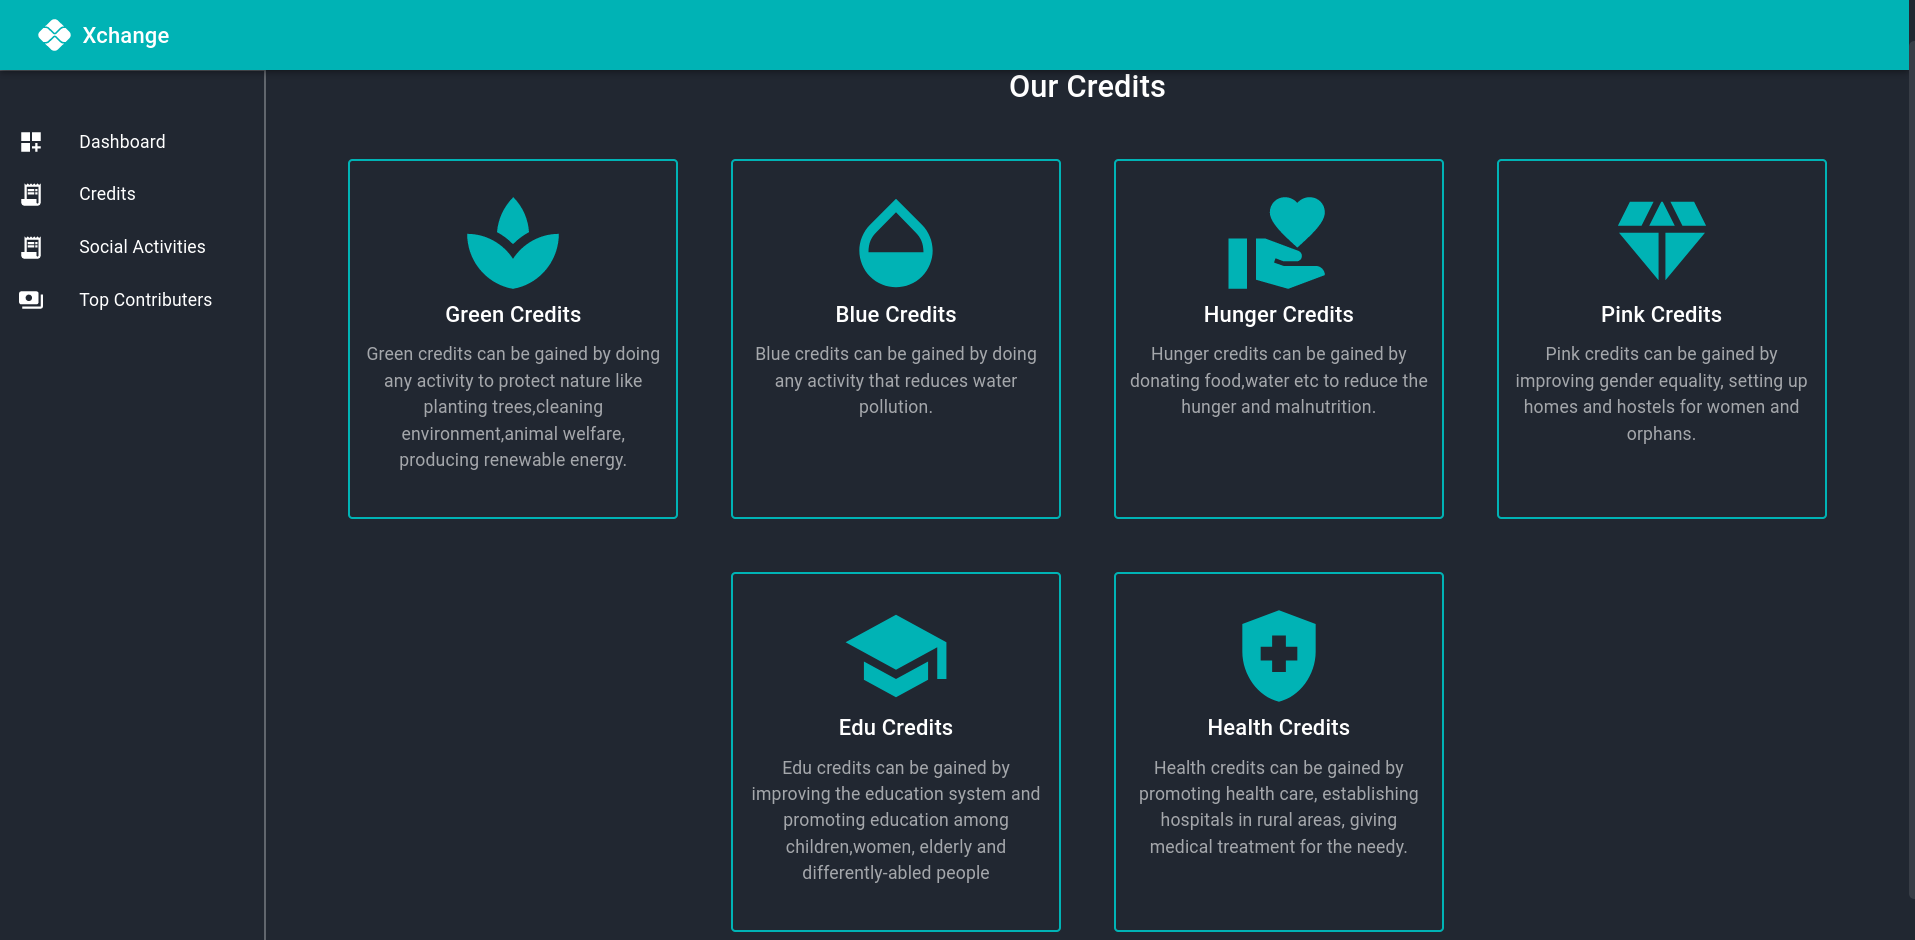 Xchange
Dashboard
Credits
Social Activities
Top Contributers
Our Credits
Green Credits
Green credits can be gained by doing
any activity to protect nature like
planting trees,cleaning
environment,animal welfare,
producing renewable energy.
Blue Credits
Blue credits can be gained by doing
any activity that reduces water
pollution.
Hunger Credits
Hunger credits can be gained by
donating food,water etc to reduce the
hunger and malnutrition.
Pink Credits
Pink credits can be gained by
improving gender equality, setting up
homes and hostels for women and
orphans.
Edu Credits
Edu credits can be gained by
improving the education system and
promoting education among
children,women, elderly and
differently-abled people
Health Credits
Health credits can be gained by
promoting health care, establishing
hospitals in rural areas, giving
medical treatment for the needy.